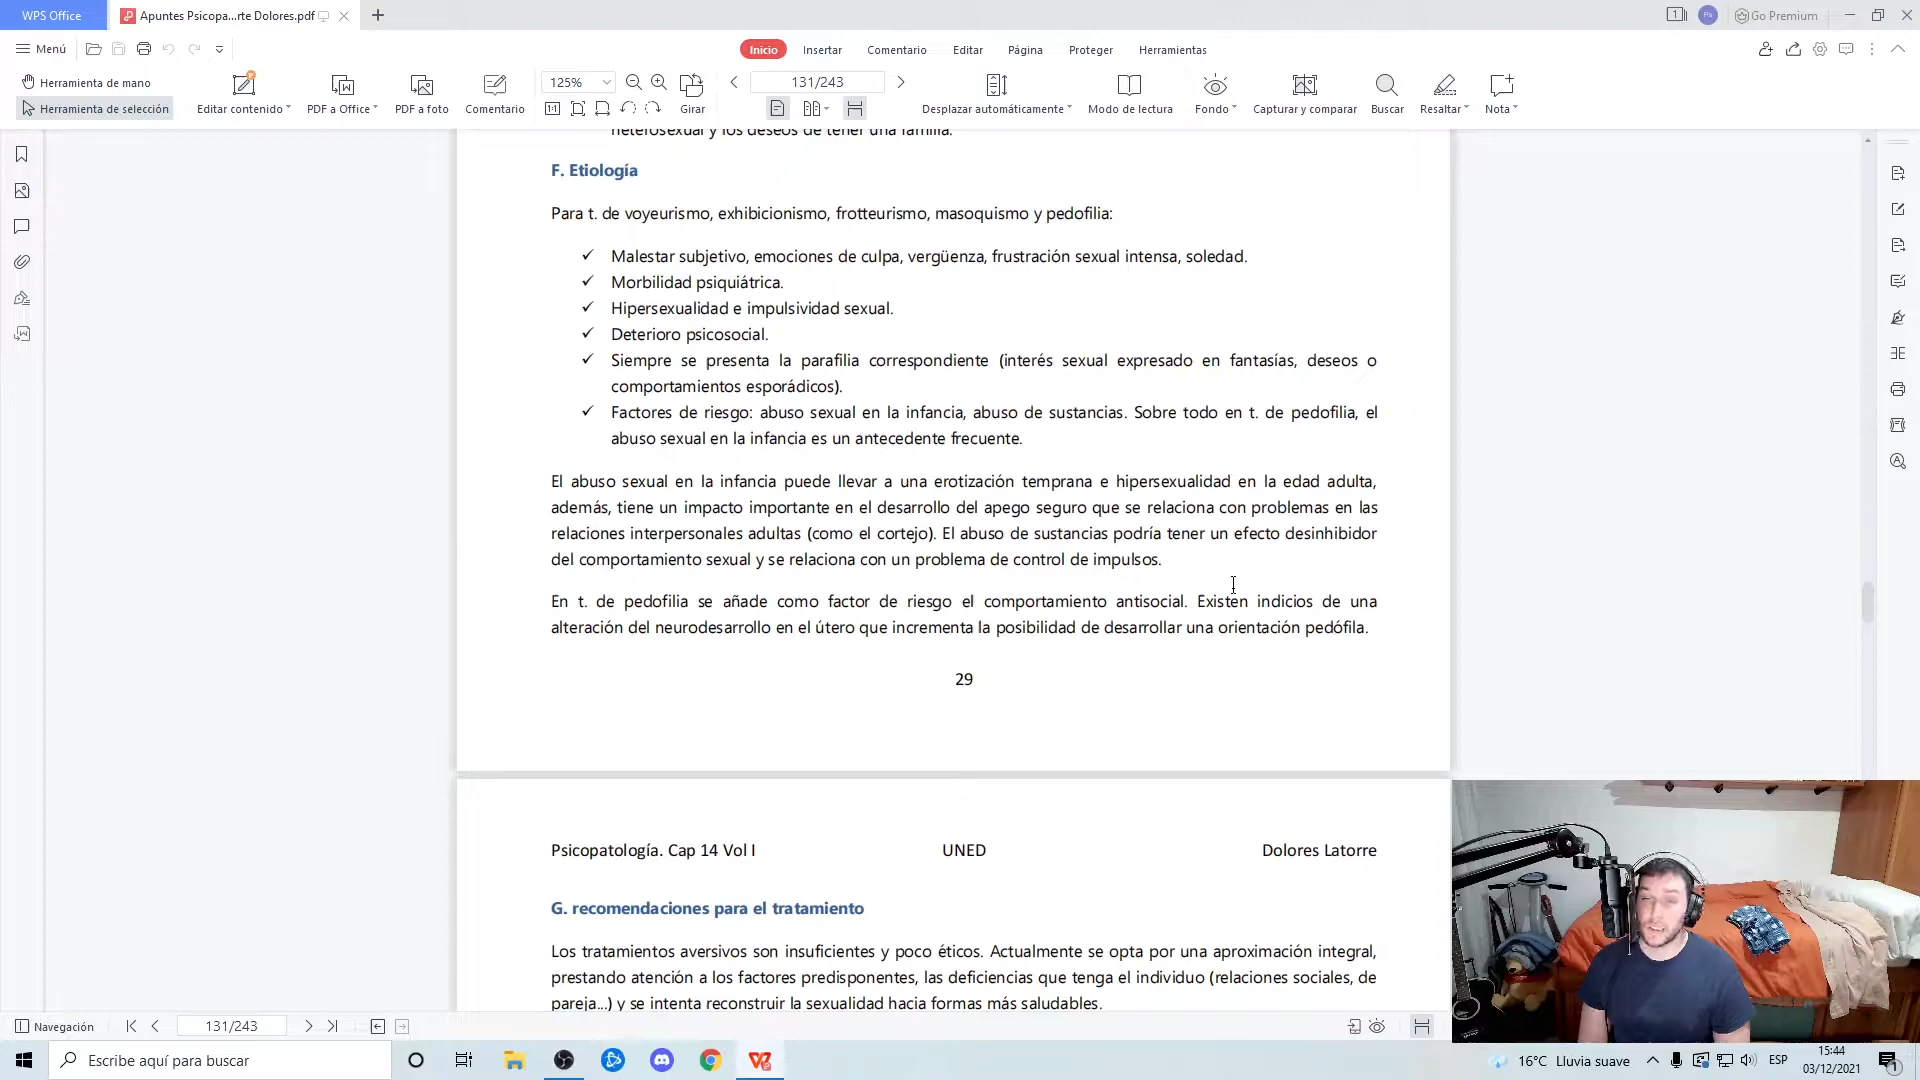 WPS Office
Apuntes Psicopa...rte Dolores.pdf
Go Premium
Menú
Inicio Insertar Comentario Editar Página Proteger Herramientas
Herramienta de mano
Herramienta de selección
Editar contenido
PDF a Office
PDF a foto
Comentario
125%
Girar
131/243
Desplazar automáticamente
Modo de lectura
Fondo
Capturar y comparar
Buscar
Resaltar
Nota
heterosexual y los deseos de tener una familia.
F. Etiología
Para t. de voyeurismo, exhibicionismo, frotteurismo, masoquismo y pedofilia:
✓ Malestar subjetivo, emociones de culpa, vergüenza, frustración sexual intensa, soledad.
✓ Morbilidad psiquiátrica.
✓ Hipersexualidad e impulsividad sexual.
✓ Deterioro psicosocial.
✓ Siempre se presenta la parafilia correspondiente (interés sexual expresado en fantasías, deseos o
comportamientos esporádicos).
✓ Factores de riesgo: abuso sexual en la infancia, abuso de sustancias. Sobre todo en t. de pedofilia, el
abuso sexual en la infancia es un antecedente frecuente.
El abuso sexual en la infancia puede llevar a una erotización temprana e hipersexualidad en la edad adulta,
además, tiene un impacto importante en el desarrollo del apego seguro que se relaciona con problemas en las
relaciones interpersonales adultas (como el cortejo). El abuso de sustancias podría tener un efecto desinhibidor
del comportamiento sexual y se relaciona con un problema de control de impulsos.
En t. de pedofilia se añade como factor de riesgo el comportamiento antisocial. Existen indicios de una
alteración del neurodesarrollo en el útero que incrementa la posibilidad de desarrollar una orientación pedófila.
29
Psicopatología. Cap 14 Vol I UNED Dolores Latorre
G. recomendaciones para el tratamiento
Los tratamientos aversivos son insuficientes y poco éticos. Actualmente se opta por una aproximación integral,
prestando atención a los factores predisponentes, las deficiencias que tenga el individuo (relaciones sociales, de
pareja...) y se intenta reconstruir la sexualidad hacia formas más saludables.
Navegación
131/243
Escribe aquí para buscar
16°C Lluvia suave
ESP
15:44
03/12/2021